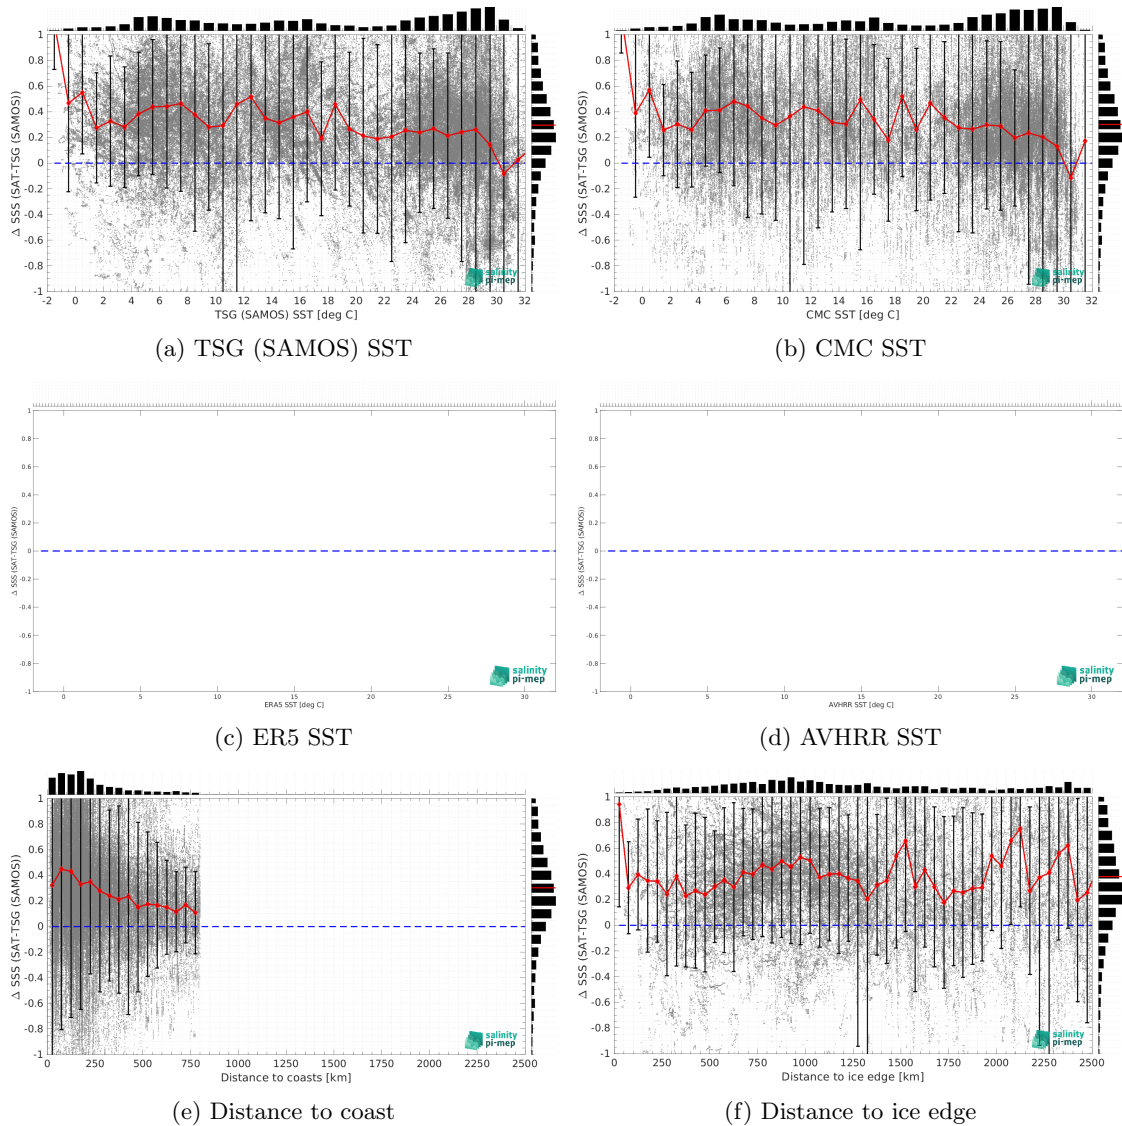 1
0.8
0.6
0.4
0.2
0
-0.2
-0.4
-0.6
-0.8
-1
Δ SSS (SAT-TSG (SAMOS))
salinity
pi-mep
-2 0 2 4 6 8 10 12 14 16 18 20 22 24 26 28 30 32
TSG (SAMOS) SST [deg C]
(a) TSG (SAMOS) SST
1
0.8
0.6
0.4
0.2
0
-0.2
-0.4
-0.6
-0.8
-1
Δ SSS (SAT-TSG (SAMOS))
salinity
pi-mep
-2 0 2 4 6 8 10 12 14 16 18 20 22 24 26 28 30 32
CMC SST [deg C]
(b) CMC SST
1
0.8
0.6
0.4
0.2
0
-0.2
-0.4
-0.6
-0.8
-1
Δ SSS (SAT-TSG (SAMOS))
salinity
pi-mep
0 5 10 15 20 25 30
ERA5 SST [deg C]
(c) ER5 SST
1
0.8
0.6
0.4
0.2
0
-0.2
-0.4
-0.6
-0.8
-1
Δ SSS (SAT-TSG (SAMOS))
salinity
pi-mep
0 5 10 15 20 25 30
AVHRR SST [deg C]
(d) AVHRR SST
1
0.8
0.6
0.4
0.2
0
-0.2
-0.4
-0.6
-0.8
-1
Δ SSS (SAT-TSG (SAMOS))
salinity
pi-mep
0 250 500 750 1000 1250 1500 1750 2000 2250 2500
Distance to coasts [km]
(e) Distance to coast
1
0.8
0.6
0.4
0.2
0
-0.2
-0.4
-0.6
-0.8
-1
Δ SSS (SAT-TSG (SAMOS))
salinity
pi-mep
0 250 500 750 1000 1250 1500 1750 2000 2250 2500
Distance to ice edge [km]
(f) Distance to ice edge